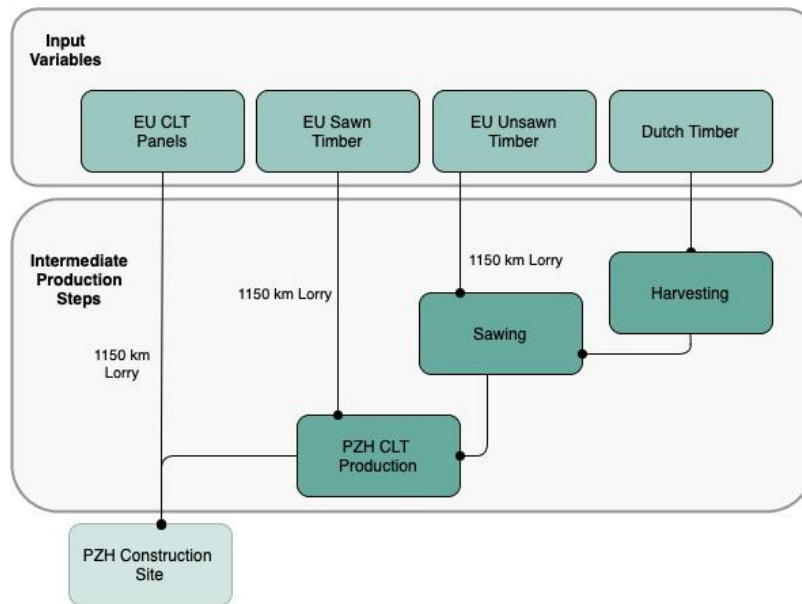 Input
Variables
EU CLT
Panels
EU Sawn
Timber
EU Unsawn
Timber
Dutch Timber
Intermediate
Production
Steps
1150 km
Lorry
1150 km Lorry
1150 km Lorry
Harvesting
Sawing
PZH CLT
Production
PZH Construction
Site